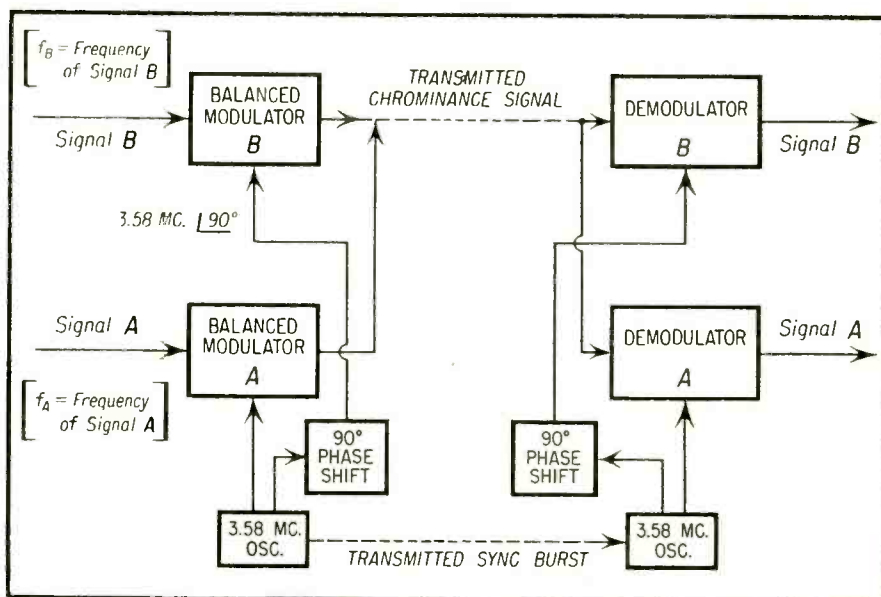 [ f_B = Frequency
of Signal B ]
Signal B
BALANCED
MODULATOR
B
TRANSMITTED
CHROMINANCE SIGNAL
DEMODULATOR
B
Signal B
3.58 MC. 90°
Signal A
[ f_A = Frequency
of Signal A ]
BALANCED
MODULATOR
A
DEMODULATOR
A
Signal A
90°
PHASE
SHIFT
90°
PHASE
SHIFT
3.58 MC.
OSC.
TRANSMITTED SYNC BURST
3.58 MC.
OSC.